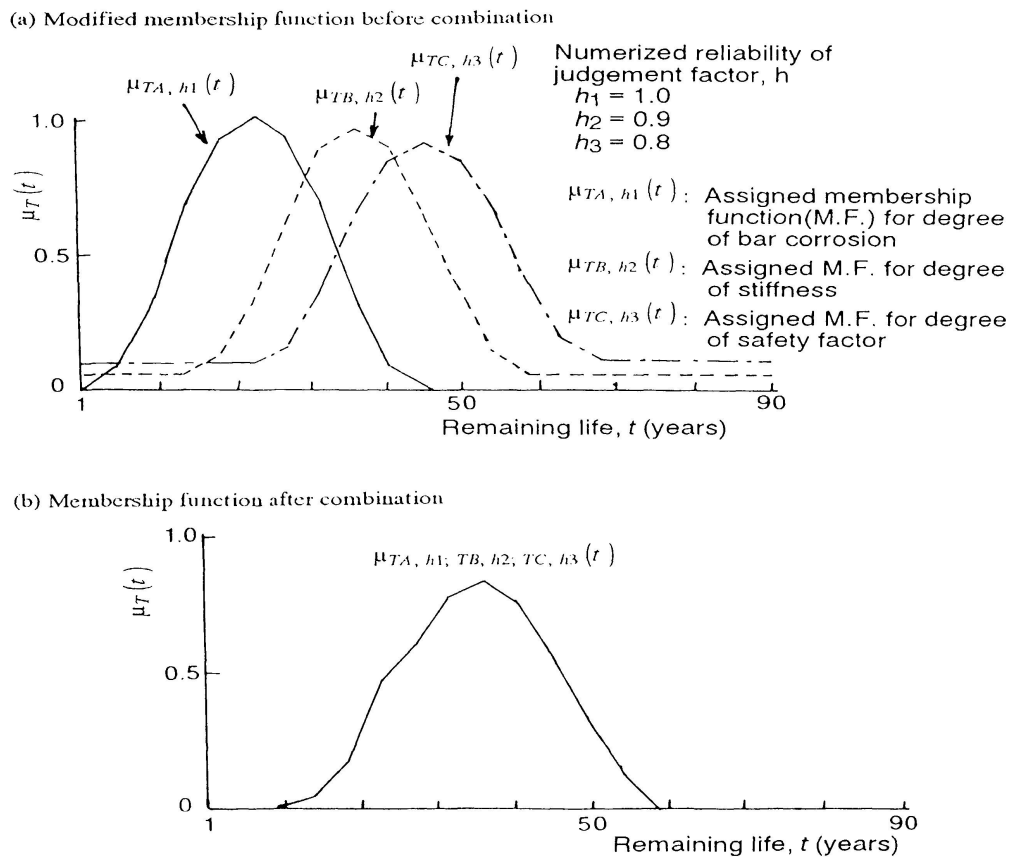 (a) Modified membership function before combination
μTA, h1 (t)
μTB, h2 (t)
μTC, h3 (t)
Numerized reliability of
judgement factor, h
h1 = 1.0
h2 = 0.9
h3 = 0.8
μTA, h1 (t) : Assigned membership
function(M.F.) for degree
of bar corrosion
μTB, h2 (t) : Assigned M.F. for degree
of stiffness
μTC, h3 (t) : Assigned M.F. for degree
of safety factor
1.0
μT(t)
0.5
0
1
50
90
Remaining life, t (years)
(b) Membership function after combination
1.0
μTA, h1; TB, h2; TC, h3 (t)
μT(t)
0.5
0
1
50
90
Remaining life, t (years)